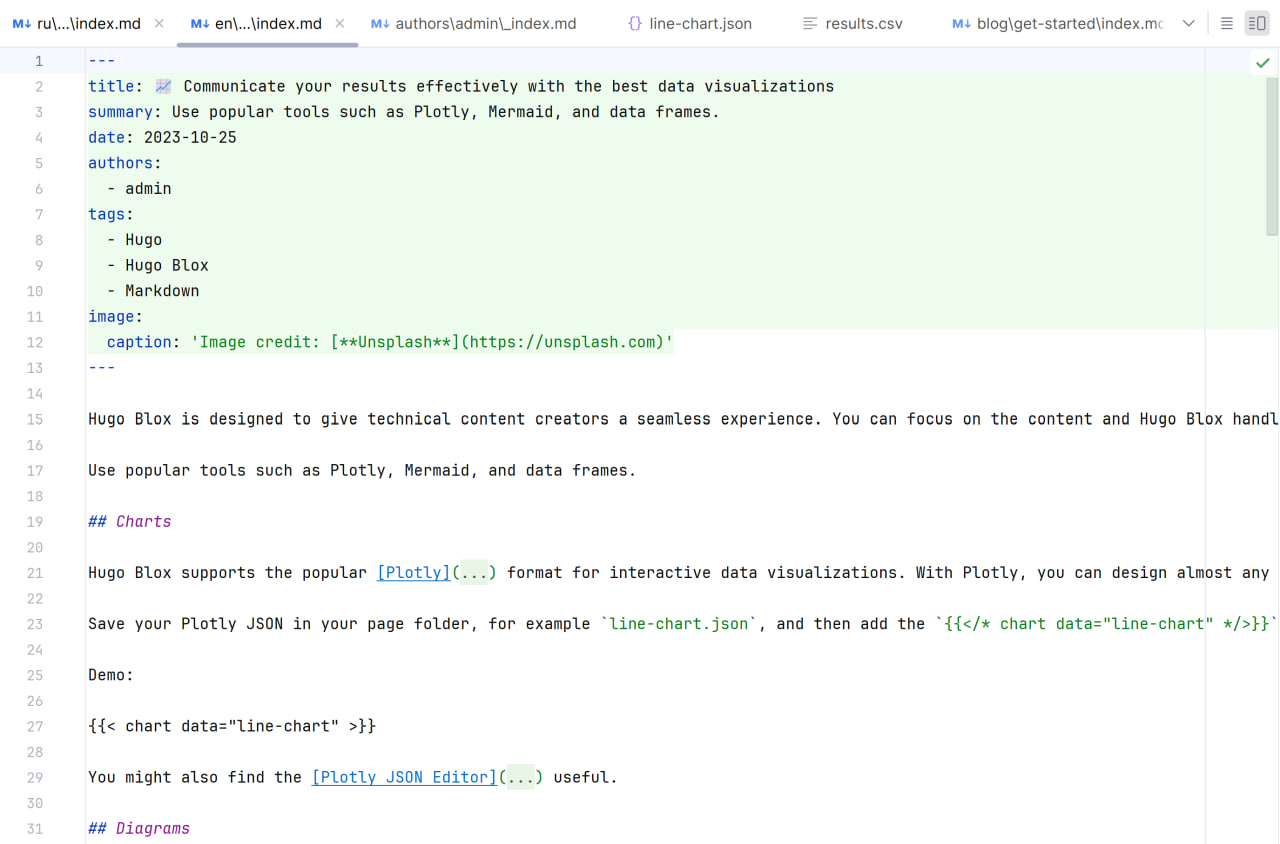 ru\...\index.md
en\...\index.md
authors\admin\_index.md
line-chart.json
results.csv
blog\get-started\index.mc
1 ---
2 title: 📈 Communicate your results effectively with the best data visualizations
3 summary: Use popular tools such as Plotly, Mermaid, and data frames.
4 date: 2023-10-25
5 authors:
6   - admin
7 tags:
8   - Hugo
9   - Hugo Blox
10   - Markdown
11 image:
12   caption: 'Image credit: [**Unsplash**](https://unsplash.com)'
13 ---
14
15 Hugo Blox is designed to give technical content creators a seamless experience. You can focus on the content and Hugo Blox handl
16
17 Use popular tools such as Plotly, Mermaid, and data frames.
18
19 ## Charts
20
21 Hugo Blox supports the popular [Plotly](...) format for interactive data visualizations. With Plotly, you can design almost any
22
23 Save your Plotly JSON in your page folder, for example `line-chart.json`, and then add the `{{</* chart data="line-chart" */>}}`
24
25 Demo:
26
27 {{< chart data="line-chart" >}}
28
29 You might also find the [Plotly JSON Editor](...) useful.
30
31 ## Diagrams